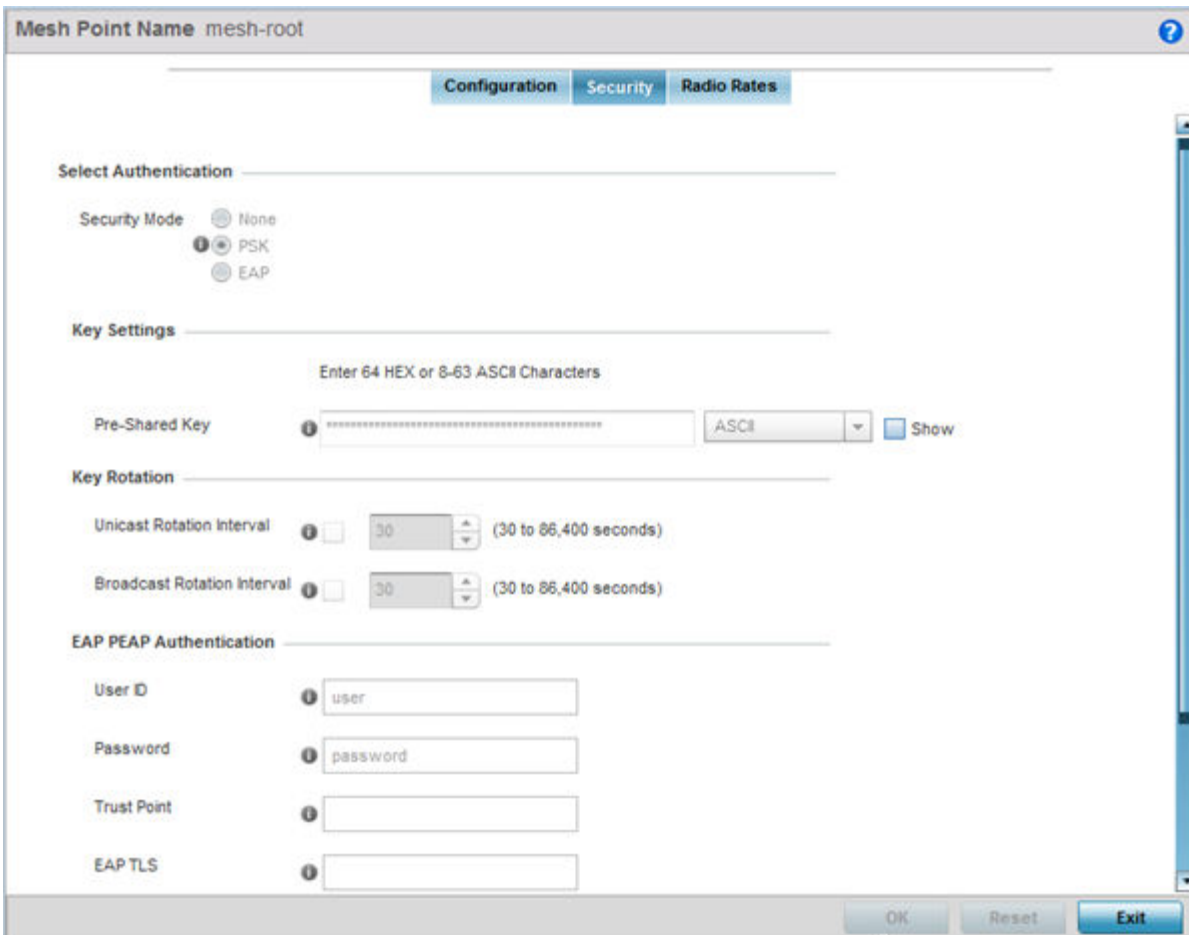 Mesh Point Name mesh-root
Configuration Security Radio Rates
Select Authentication
Security Mode None
PSK
EAP
Key Settings
Enter 64 HEX or 8-63 ASCII Characters
Pre-Shared Key ASCII Show
Key Rotation
Unicast Rotation Interval 30 (30 to 86,400 seconds)
Broadcast Rotation Interval 30 (30 to 86,400 seconds)
EAP PEAP Authentication
User ID user
Password password
Trust Point
EAP TLS
OK Reset Exit